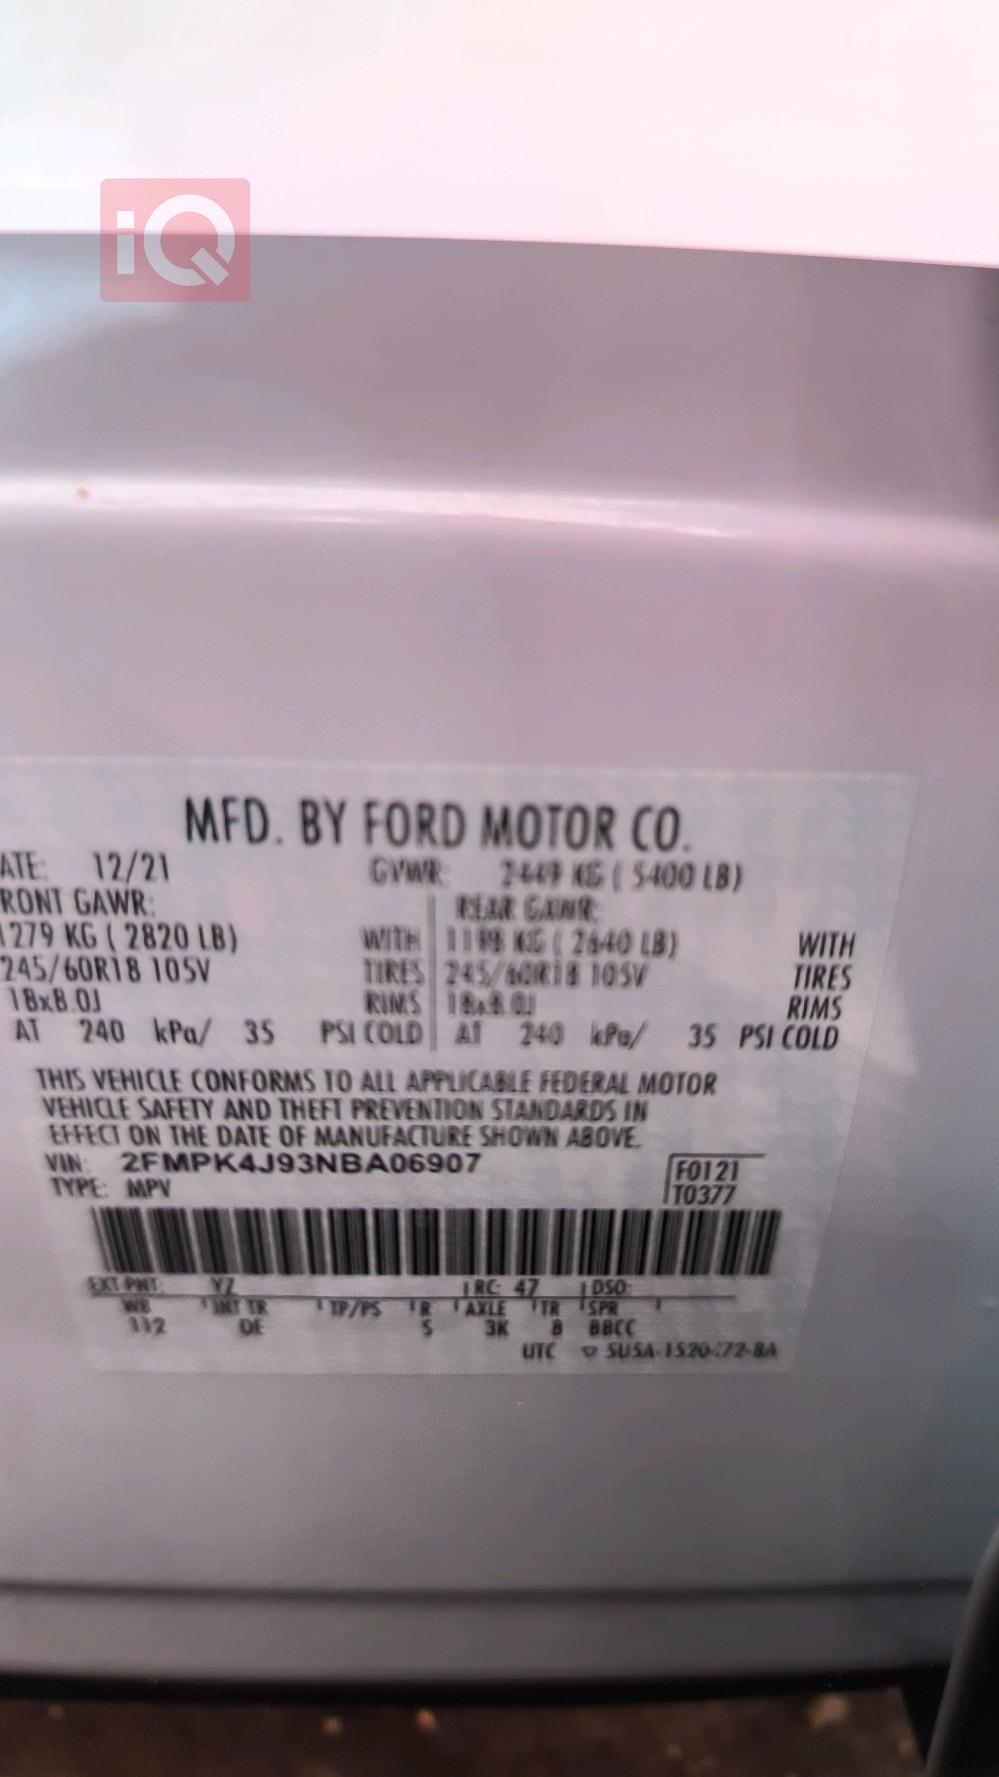 iQ
MFD. BY FORD MOTOR CO.
ATE: 12/21 GVWR: 2449 KG ( 5400 LB)
RONT GAWR: REAR GAWR:
1279 KG ( 2820 LB) WITH 1198 KG ( 2640 LB) WITH
245/60R18 105V TIRES 245/60R18 105V TIRES
18x8.0J RIMS 18x8.0J RIMS
AT 240 kPa/ 35 PSI COLD AT 240 kPa/ 35 PSI COLD
THIS VEHICLE CONFORMS TO ALL APPLICABLE FEDERAL MOTOR
VEHICLE SAFETY AND THEFT PREVENTION STANDARDS IN
EFFECT ON THE DATE OF MANUFACTURE SHOWN ABOVE.
VIN: 2FMPK4J93NBA06907 F0121
TYPE: MPV T0377
EXT PNT: YZ RC: 47 DSO:
WB INT TR TP/PS R AXLE TR SPR
112 OE 5 3K 8 BBCC
UTC